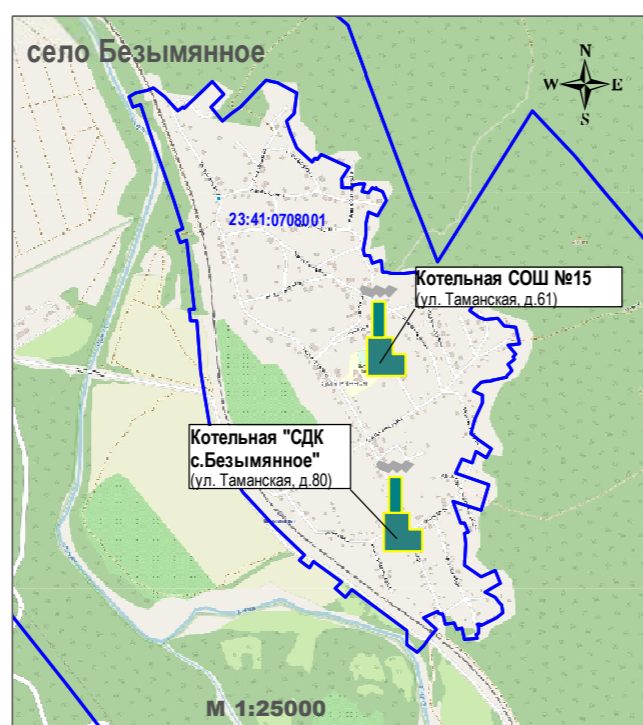 село Безымянное
N
W E
S
23:41:0708001
Котельная СОШ №15
(ул. Таманская, д.61)
Котельная "СДК
с.Безымянное"
(ул. Таманская, д.80)
М 1:25000